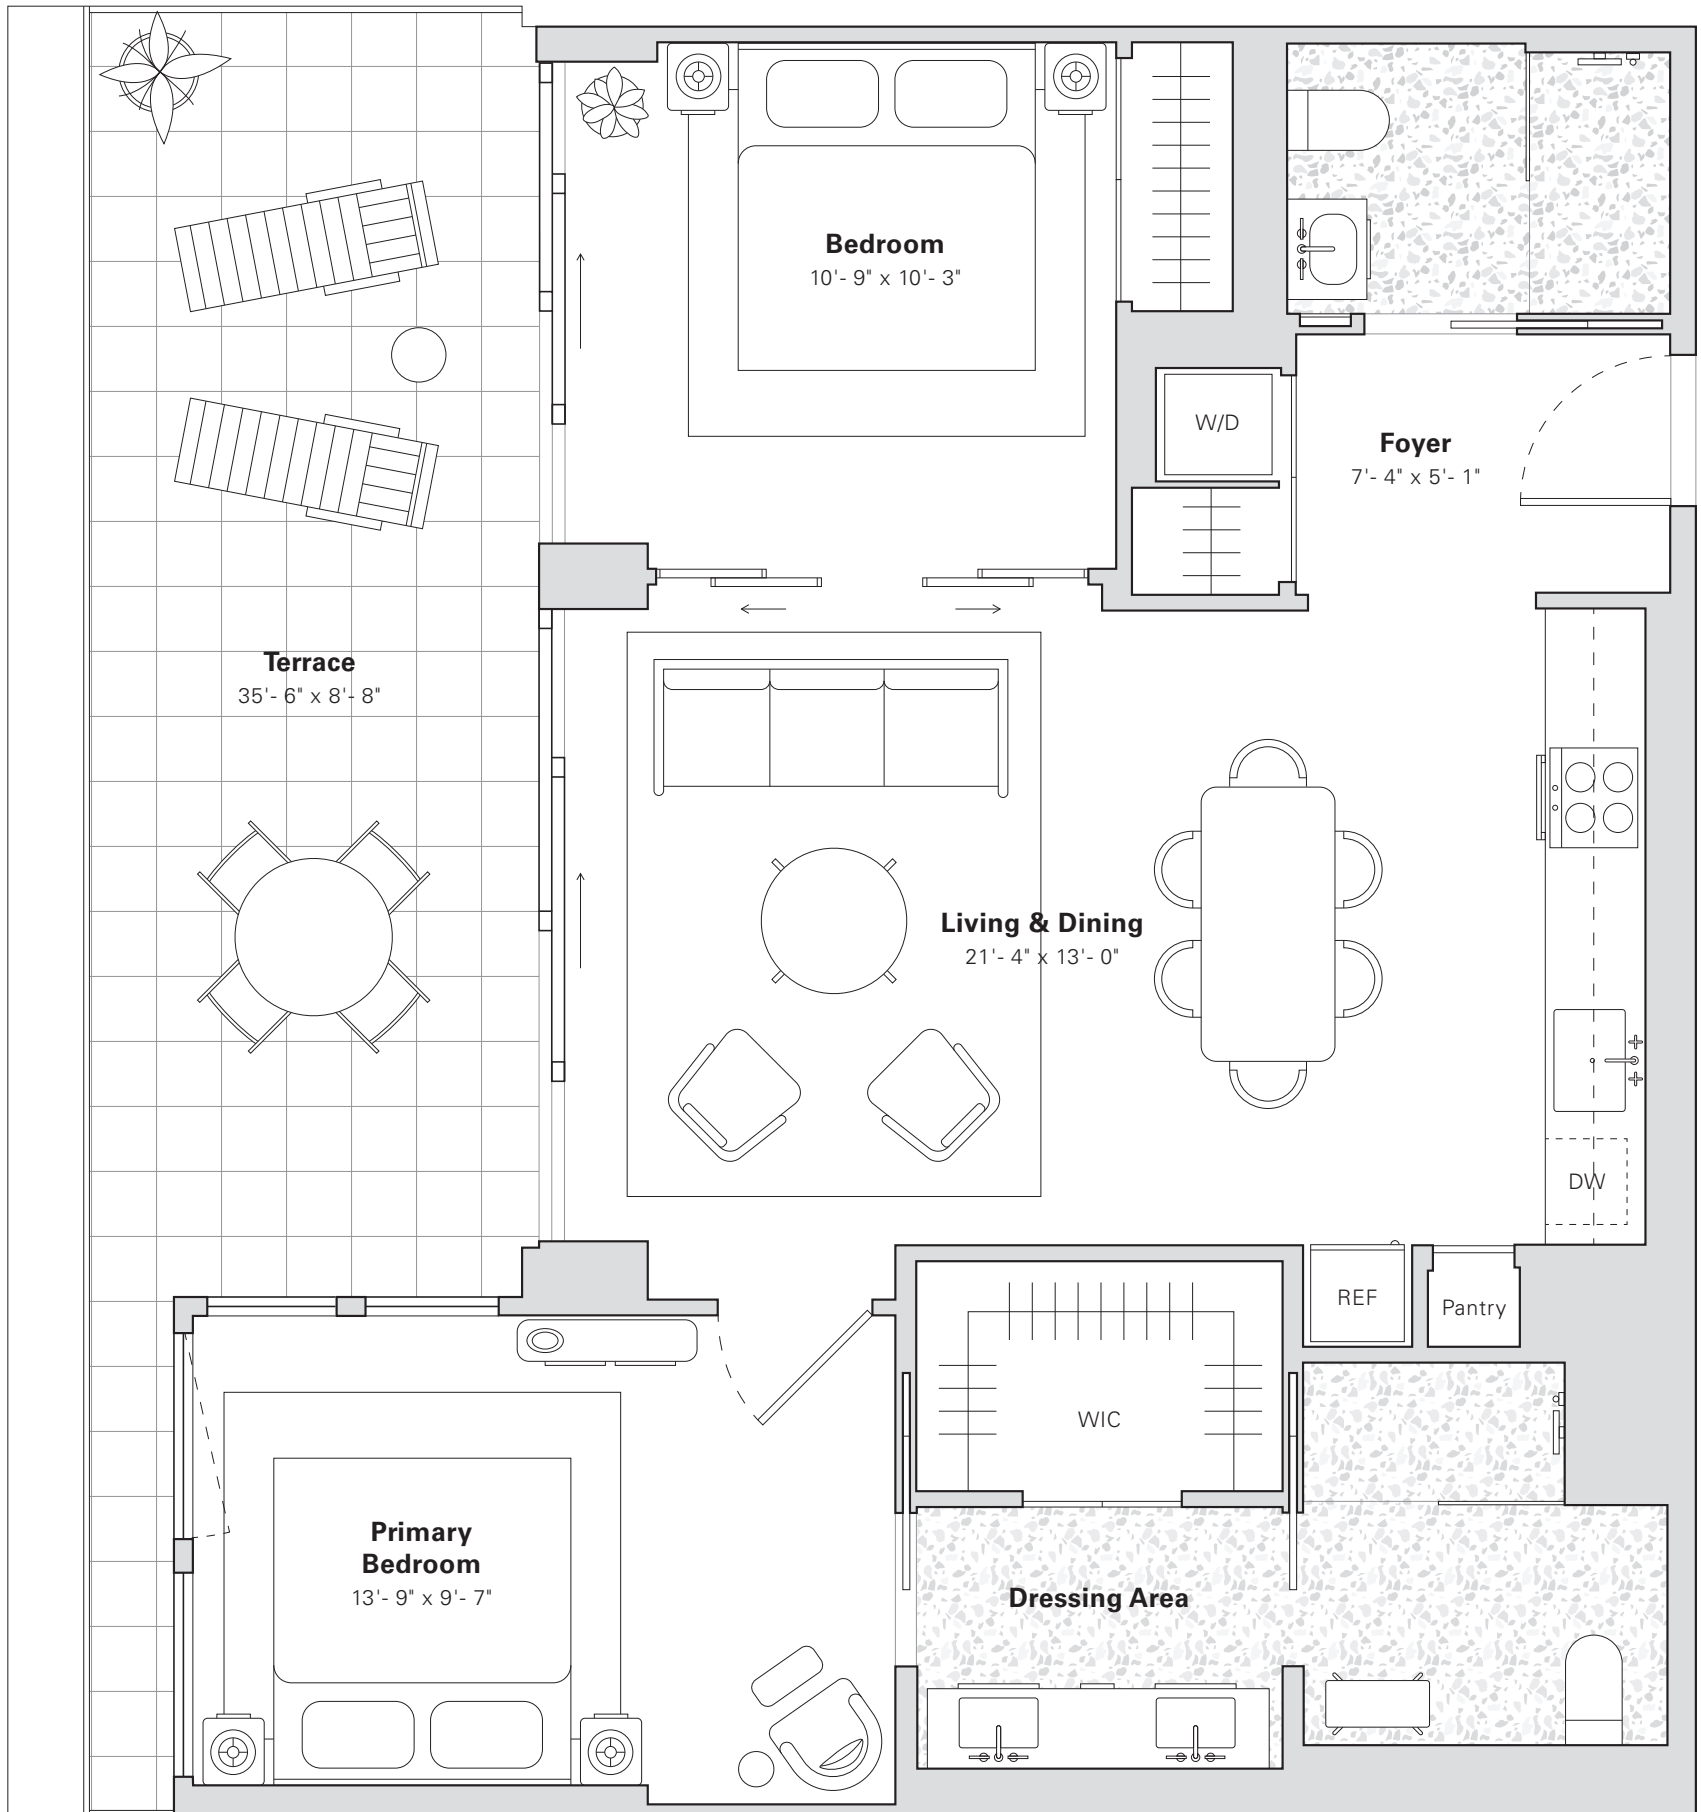 Bedroom
10'- 9" x 10'- 3"
W/D
Foyer
7'- 4" x 5'- 1"
Terrace
35'- 6" x 8'- 8"
Living & Dining
21'- 4" x 13'- 0"
DW
REF
Pantry
WIC
Primary
Bedroom
13'- 9" x 9'- 7"
Dressing Area